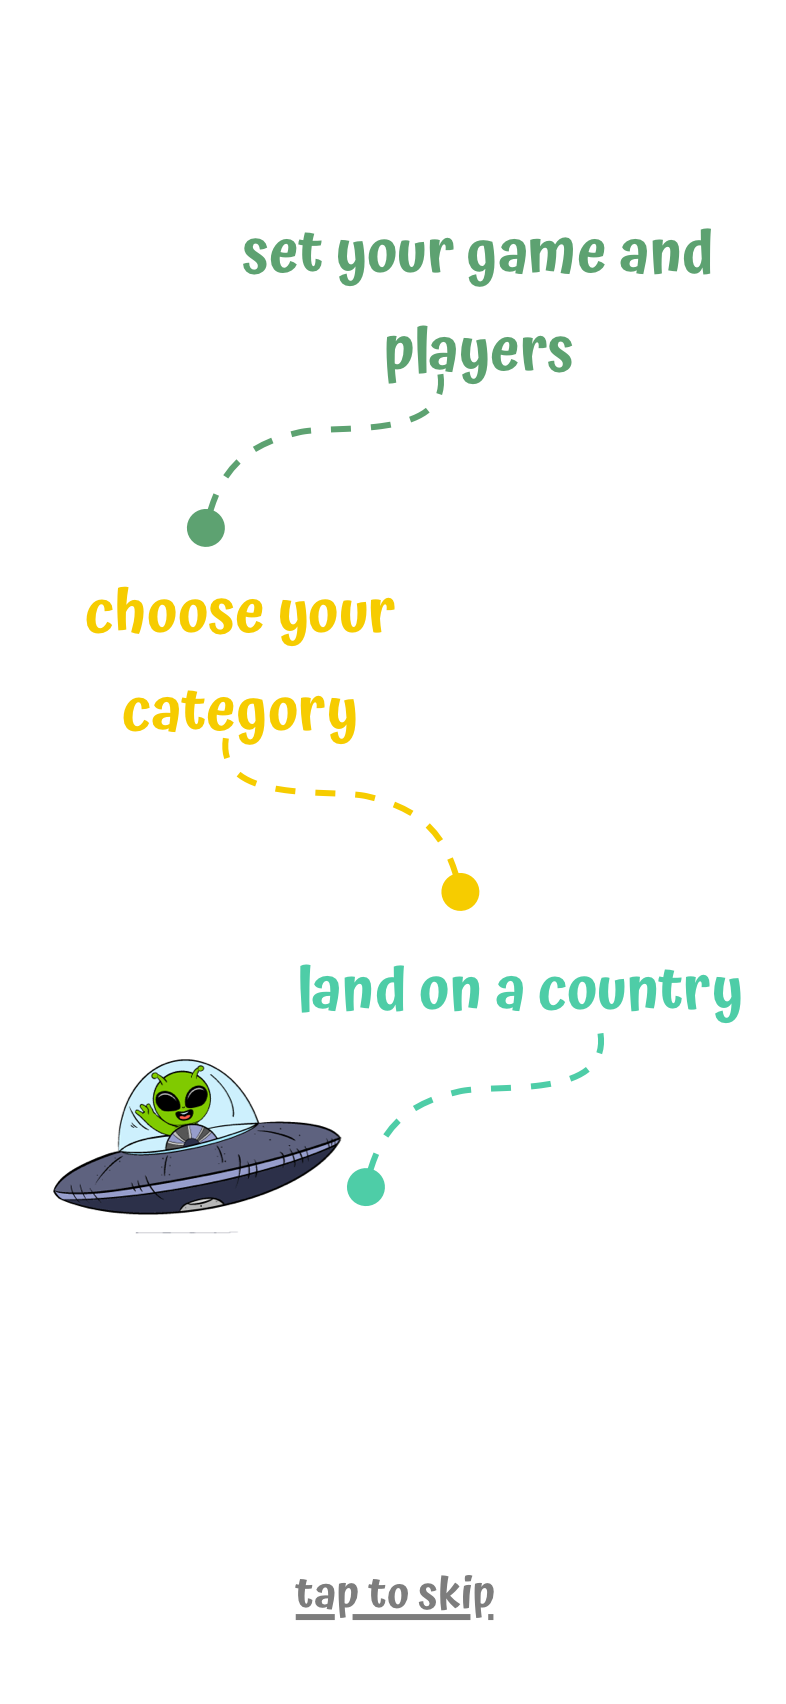 set your game and
players
choose your
category
land on a country
tap to skip